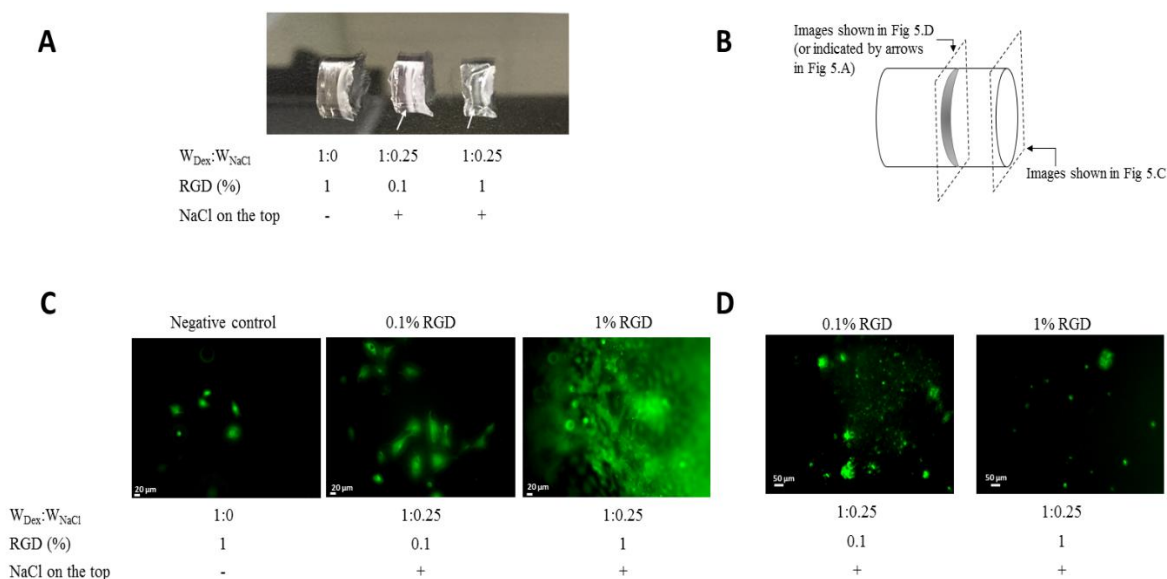 A
W_Dex:W_NaCl 1:0 1:0.25 1:0.25
RGD (%) 1 0.1 1
NaCl on the top - + +
B
Images shown in Fig 5.D
(or indicated by arrows
in Fig 5.A)
Images shown in Fig 5.C
C
Negative control 0.1% RGD 1% RGD
20 µm 20 µm 20 µm
W_Dex:W_NaCl 1:0 1:0.25 1:0.25
RGD (%) 1 0.1 1
NaCl on the top - + +
D
0.1% RGD 1% RGD
50 µm 50 µm
1:0.25 1:0.25
0.1 1
+ +